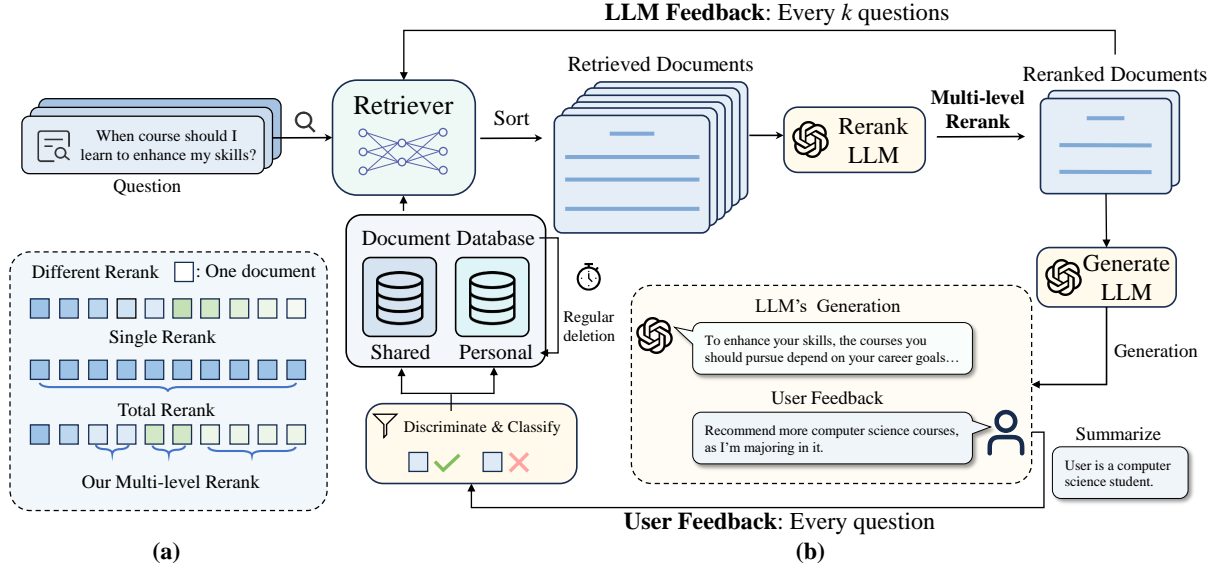 LLM Feedback: Every k questions
When course should I
learn to enhance my skills?
Question
Retriever
Sort
Retrieved Documents
Rerank
LLM
Multi-level
Rerank
Reranked Documents
Document Database
Shared
Personal
Regular
deletion
Discriminate & Classify
Different Rerank
: One document
Single Rerank
Total Rerank
Our Multi-level Rerank
Generate
LLM
Generation
LLM's Generation
To enhance your skills, the courses you
should pursue depend on your career goals…
User Feedback
Recommend more computer science courses,
as I'm majoring in it.
Summarize
User is a computer
science student.
User Feedback: Every question
(a)
(b)